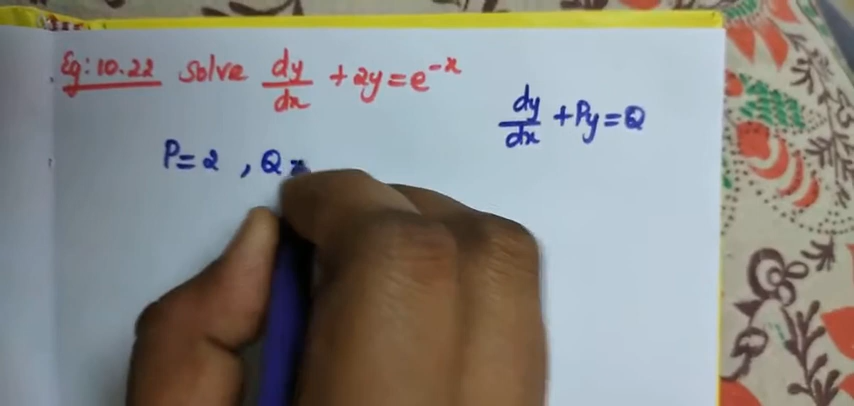 Eg: 10.22 Solve dy/dx + 2y = e^-x
dy/dx + Py = Q
P = 2 , Q =